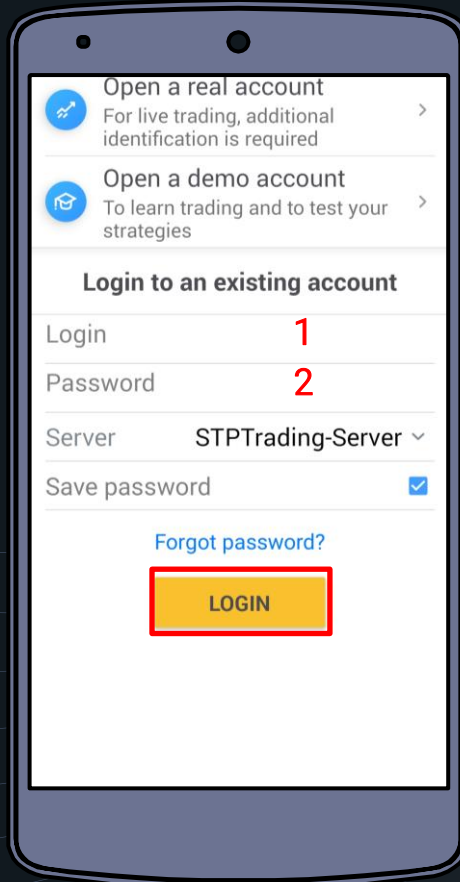 Open a real account
For live trading, additional
identification is required
Open a demo account
To learn trading and to test your
strategies
Login to an existing account
Login 1
Password 2
Server STPTrading-Server
Save password
Forgot password?
LOGIN